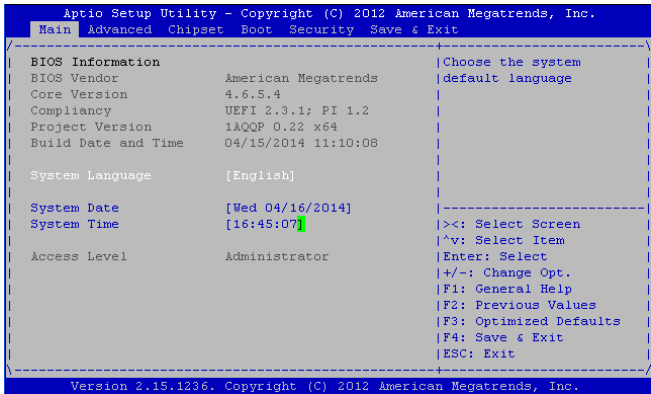 Aptio Setup Utility - Copyright (C) 2012 American Megatrends, Inc.
Main Advanced Chipset Boot Security Save & Exit
BIOS Information
BIOS Vendor American Megatrends
Core Version 4.6.5.4
Compliancy UEFI 2.3.1; PI 1.2
Project Version 1AQQP 0.22 x64
Build Date and Time 04/15/2014 11:10:08
System Language [English]
System Date [Wed 04/16/2014]
System Time [16:45:07]
Access Level Administrator
Choose the system
default language
><: Select Screen
^v: Select Item
Enter: Select
+/-: Change Opt.
F1: General Help
F2: Previous Values
F3: Optimized Defaults
F4: Save & Exit
ESC: Exit
Version 2.15.1236. Copyright (C) 2012 American Megatrends, Inc.